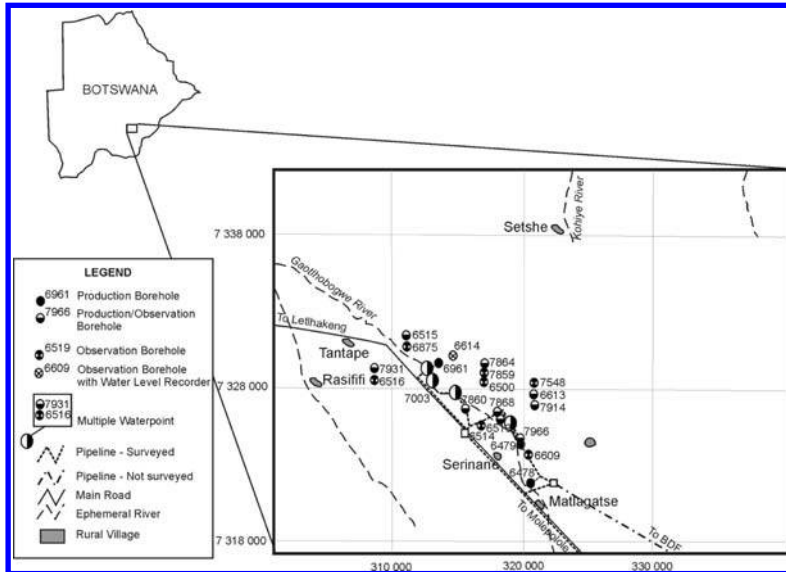 BOTSWANA
LEGEND
6961 Production Borehole
7966 Production/Observation
Borehole
6519 Observation Borehole
6609 Observation Borehole
with Water Level Recorder
7931
6516 Multiple Waterpoint
Pipeline - Surveyed
Pipeline - Not surveyed
Main Road
Ephemeral River
Rural Village
7 338 000
7 328 000
7 318 000
310 000
320 000
330 000
Setshe
Kohiye River
Gaotlhobogwe River
To Letlhakeng
Tantape
Rasififi
6515
6875
6614
6961
7931
6516
7864
7859
6500
7548
6613
7914
7003
7860
7868
6514
7966
6479
6609
Serinane
6478
Matlagatse
To Molepolole
To BDF